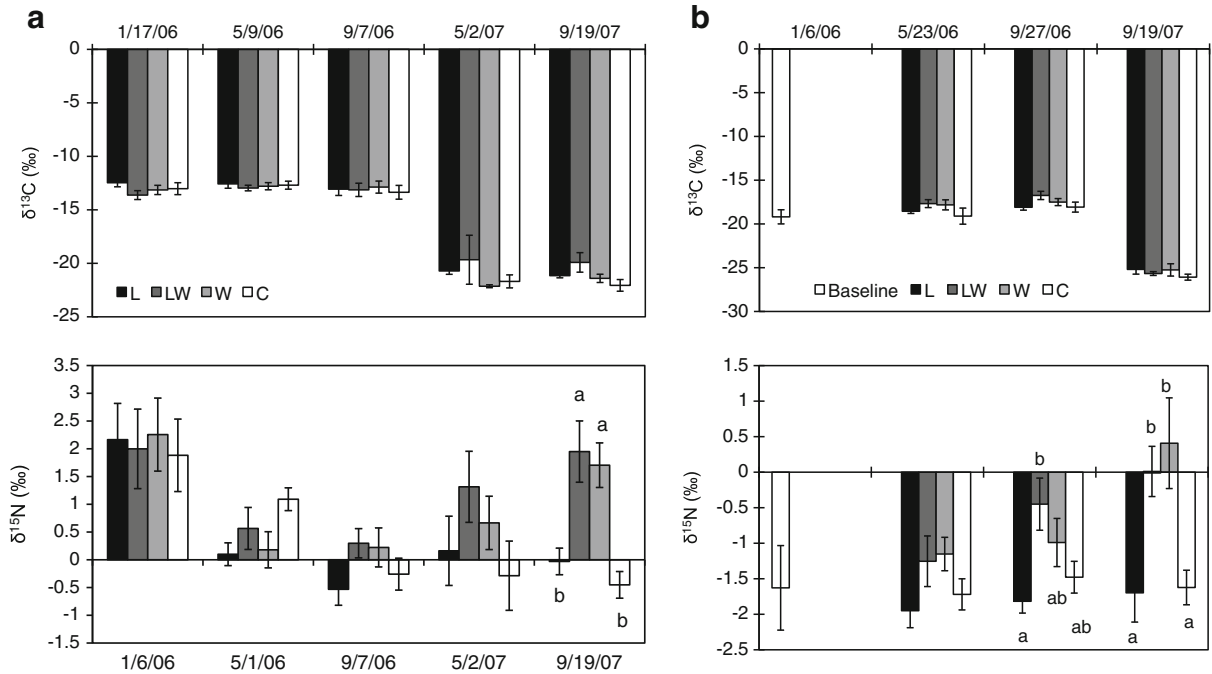 a
1/17/06 5/9/06 9/7/06 5/2/07 9/19/07
0
-5
-10
-15
-20
-25
δ13C (‰)
L LW W C
3.5
3
2.5
2
1.5
1
0.5
0
-0.5
-1
-1.5
δ15N (‰)
a
a
b
b
1/6/06 5/1/06 9/7/06 5/2/07 9/19/07
b
1/6/06 5/23/06 9/27/06 9/19/07
0
-5
-10
-15
-20
-25
-30
δ13C (‰)
Baseline L LW W C
1.5
1
0.5
0
-0.5
-1
-1.5
-2
-2.5
δ15N (‰)
b
b
b
ab
a
ab
a
a